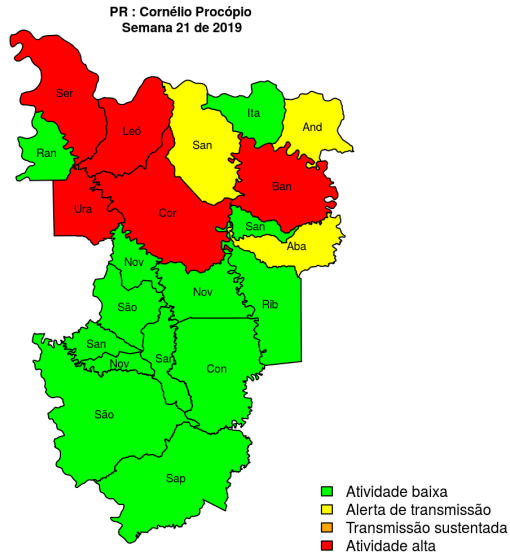 PR : Cornélio Procópio
Semana 21 de 2019
Ser
Leó
Ita
And
San
Ran
Ban
Ura
Cor
San
Aba
Nov
Nov
Rib
São
San
San
Nov
Con
São
Sap
Atividade baixa
Alerta de transmissão
Transmissão sustentada
Atividade alta